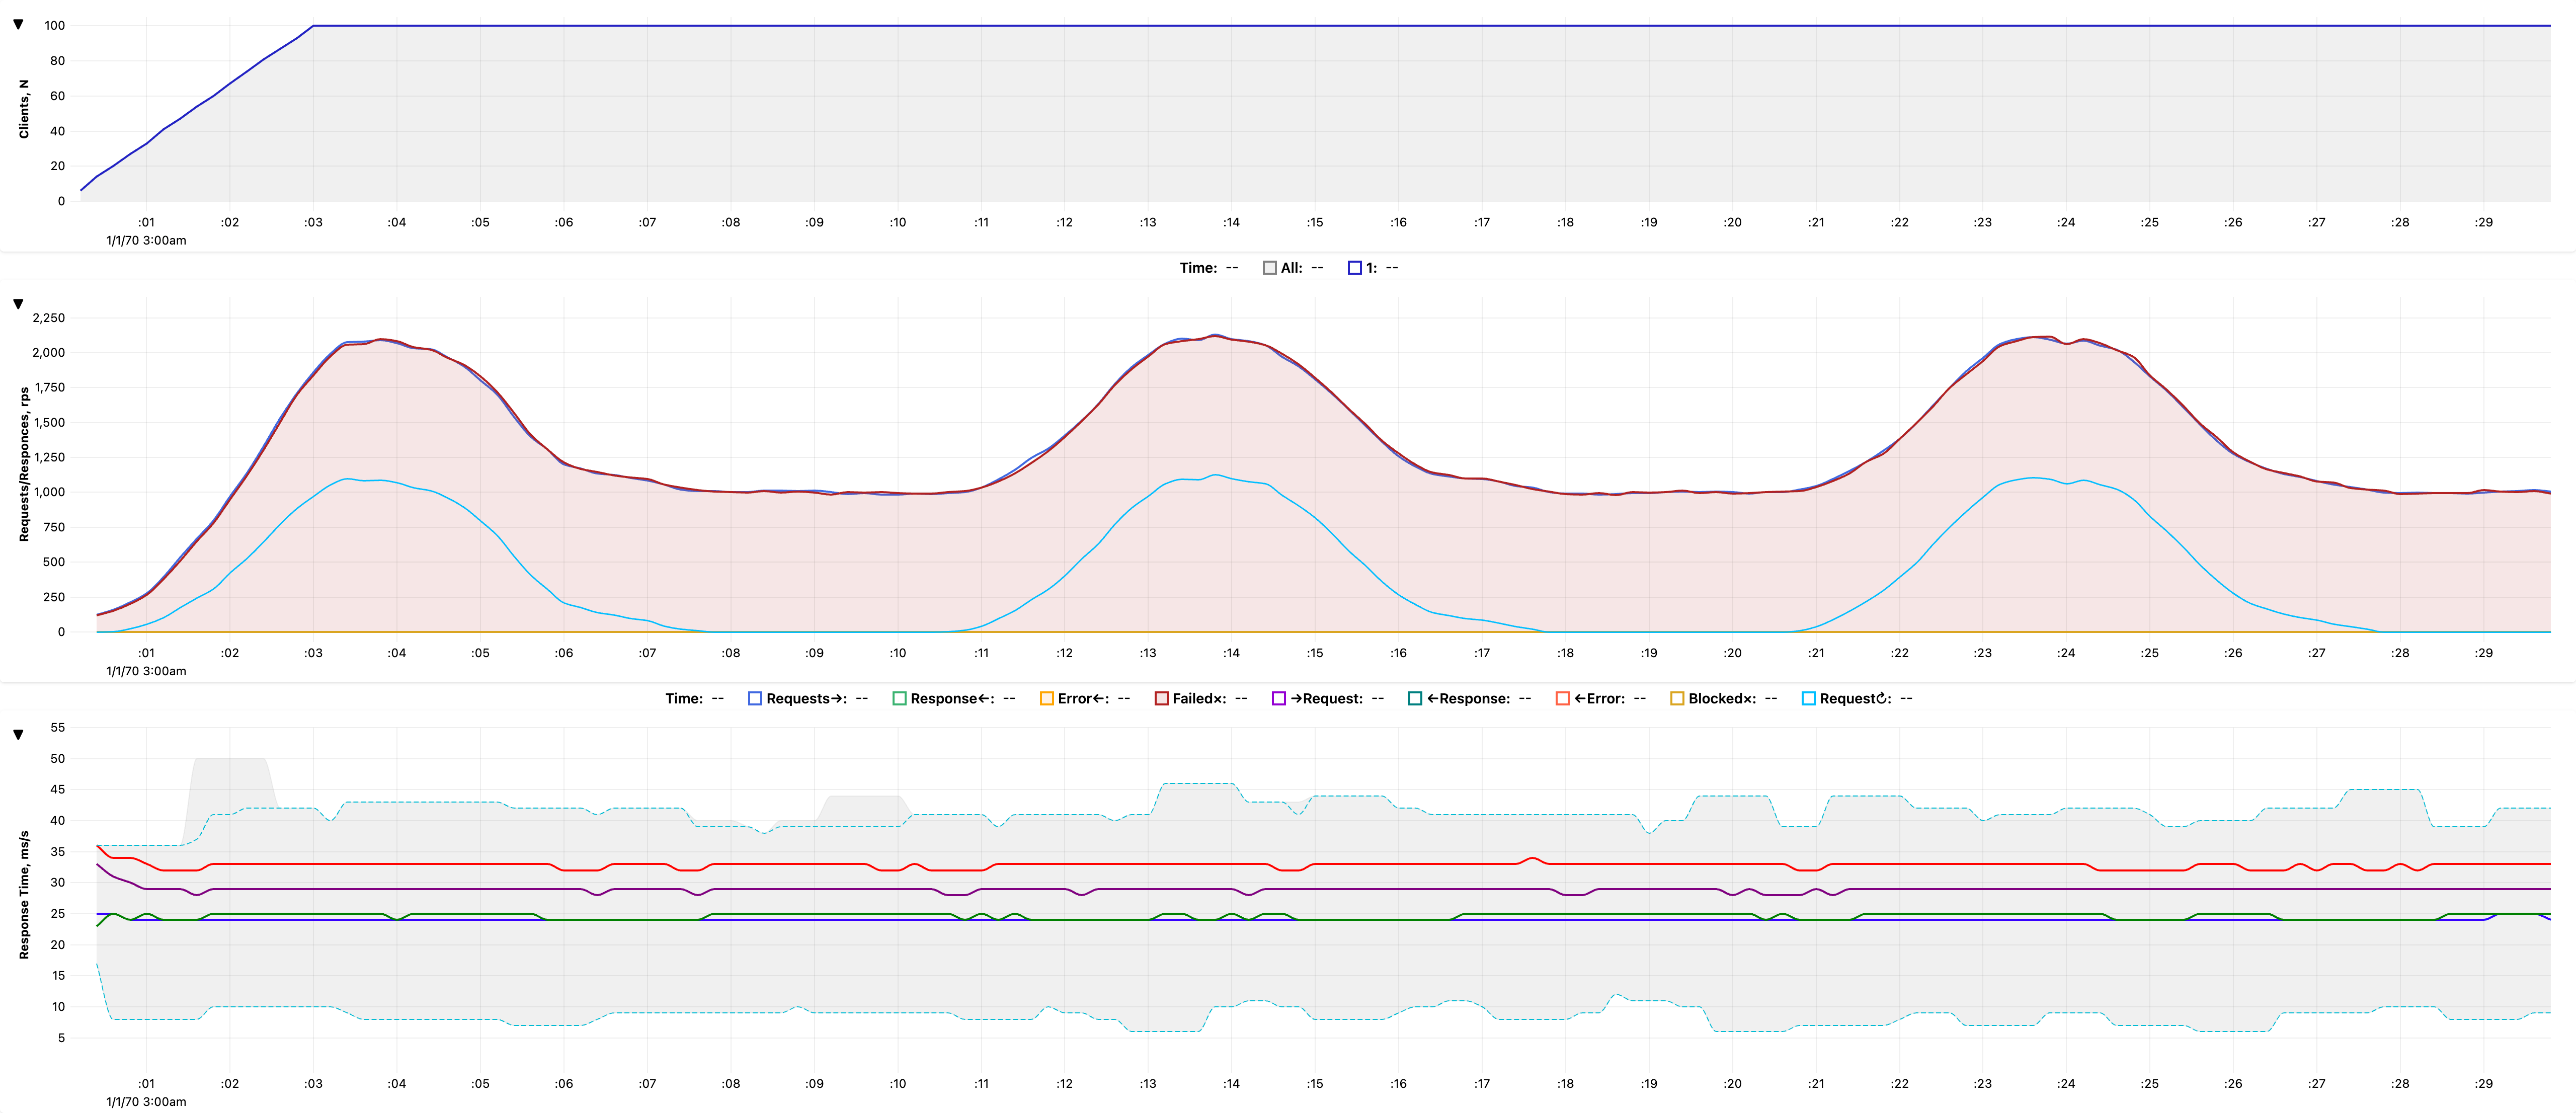 ▼
Clients, N
100
80
60
40
20
0
:01 :02 :03 :04 :05 :06 :07 :08 :09 :10 :11 :12 :13 :14 :15 :16 :17 :18 :19 :20 :21 :22 :23 :24 :25 :26 :27 :28 :29
1/1/70 3:00am
Time: -- All: -- 1: --
▼
Requests/Responces, rps
2,250
2,000
1,750
1,500
1,250
1,000
750
500
250
0
:01 :02 :03 :04 :05 :06 :07 :08 :09 :10 :11 :12 :13 :14 :15 :16 :17 :18 :19 :20 :21 :22 :23 :24 :25 :26 :27 :28 :29
1/1/70 3:00am
Time: -- Requests→: -- Response←: -- Error←: -- Failed×: -- →Request: -- ←Response: -- ←Error: -- Blocked×: -- Request↻: --
▼
Response Time, ms/s
55
50
45
40
35
30
25
20
15
10
5
:01 :02 :03 :04 :05 :06 :07 :08 :09 :10 :11 :12 :13 :14 :15 :16 :17 :18 :19 :20 :21 :22 :23 :24 :25 :26 :27 :28 :29
1/1/70 3:00am